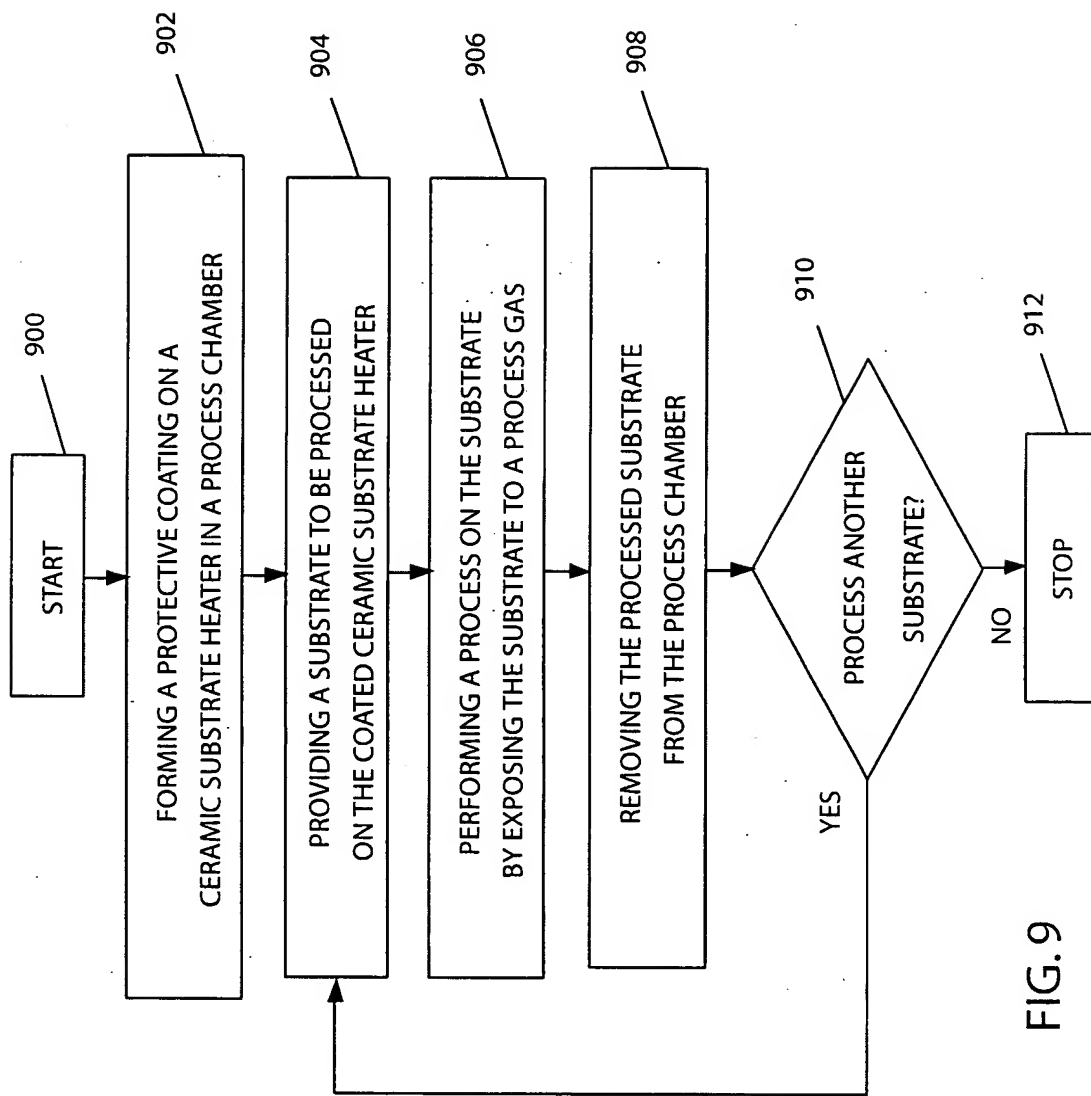 START
900
FORMING A PROTECTIVE COATING ON A
CERAMIC SUBSTRATE HEATER IN A PROCESS CHAMBER
902
PROVIDING A SUBSTRATE TO BE PROCESSED
ON THE COATED CERAMIC SUBSTRATE HEATER
904
PERFORMING A PROCESS ON THE SUBSTRATE
BY EXPOSING THE SUBSTRATE TO A PROCESS GAS
906
REMOVING THE PROCESSED SUBSTRATE
FROM THE PROCESS CHAMBER
908
PROCESS ANOTHER
SUBSTRATE?
910
YES
NO
STOP
912
FIG. 9